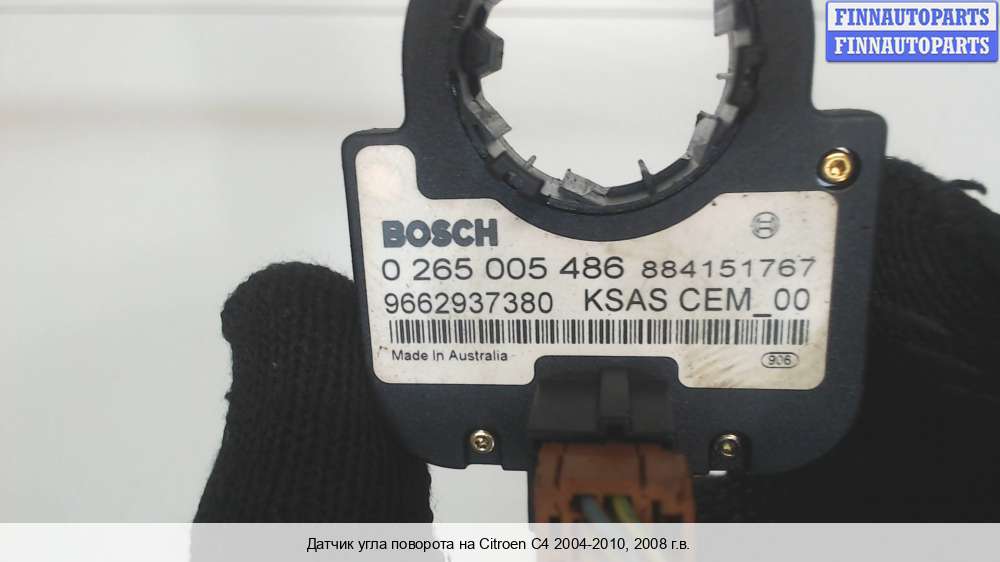 FINNAUTOPARTS
FINNAUTOPARTS
BOSCH
0 265 005 486 884151767
9662937380 KSAS CEM_00
Made In Australia
906
Датчик угла поворота на Citroen C4 2004-2010, 2008 г.в.